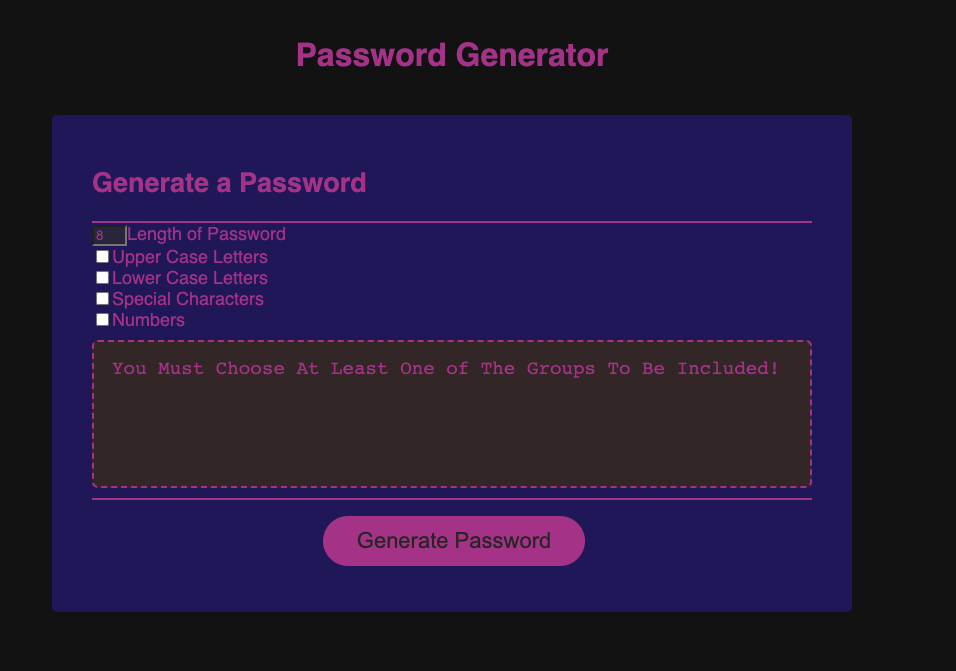 Password Generator
Generate a Password
8 Length of Password
Upper Case Letters
Lower Case Letters
Special Characters
Numbers
You Must Choose At Least One of The Groups To Be Included!
Generate Password